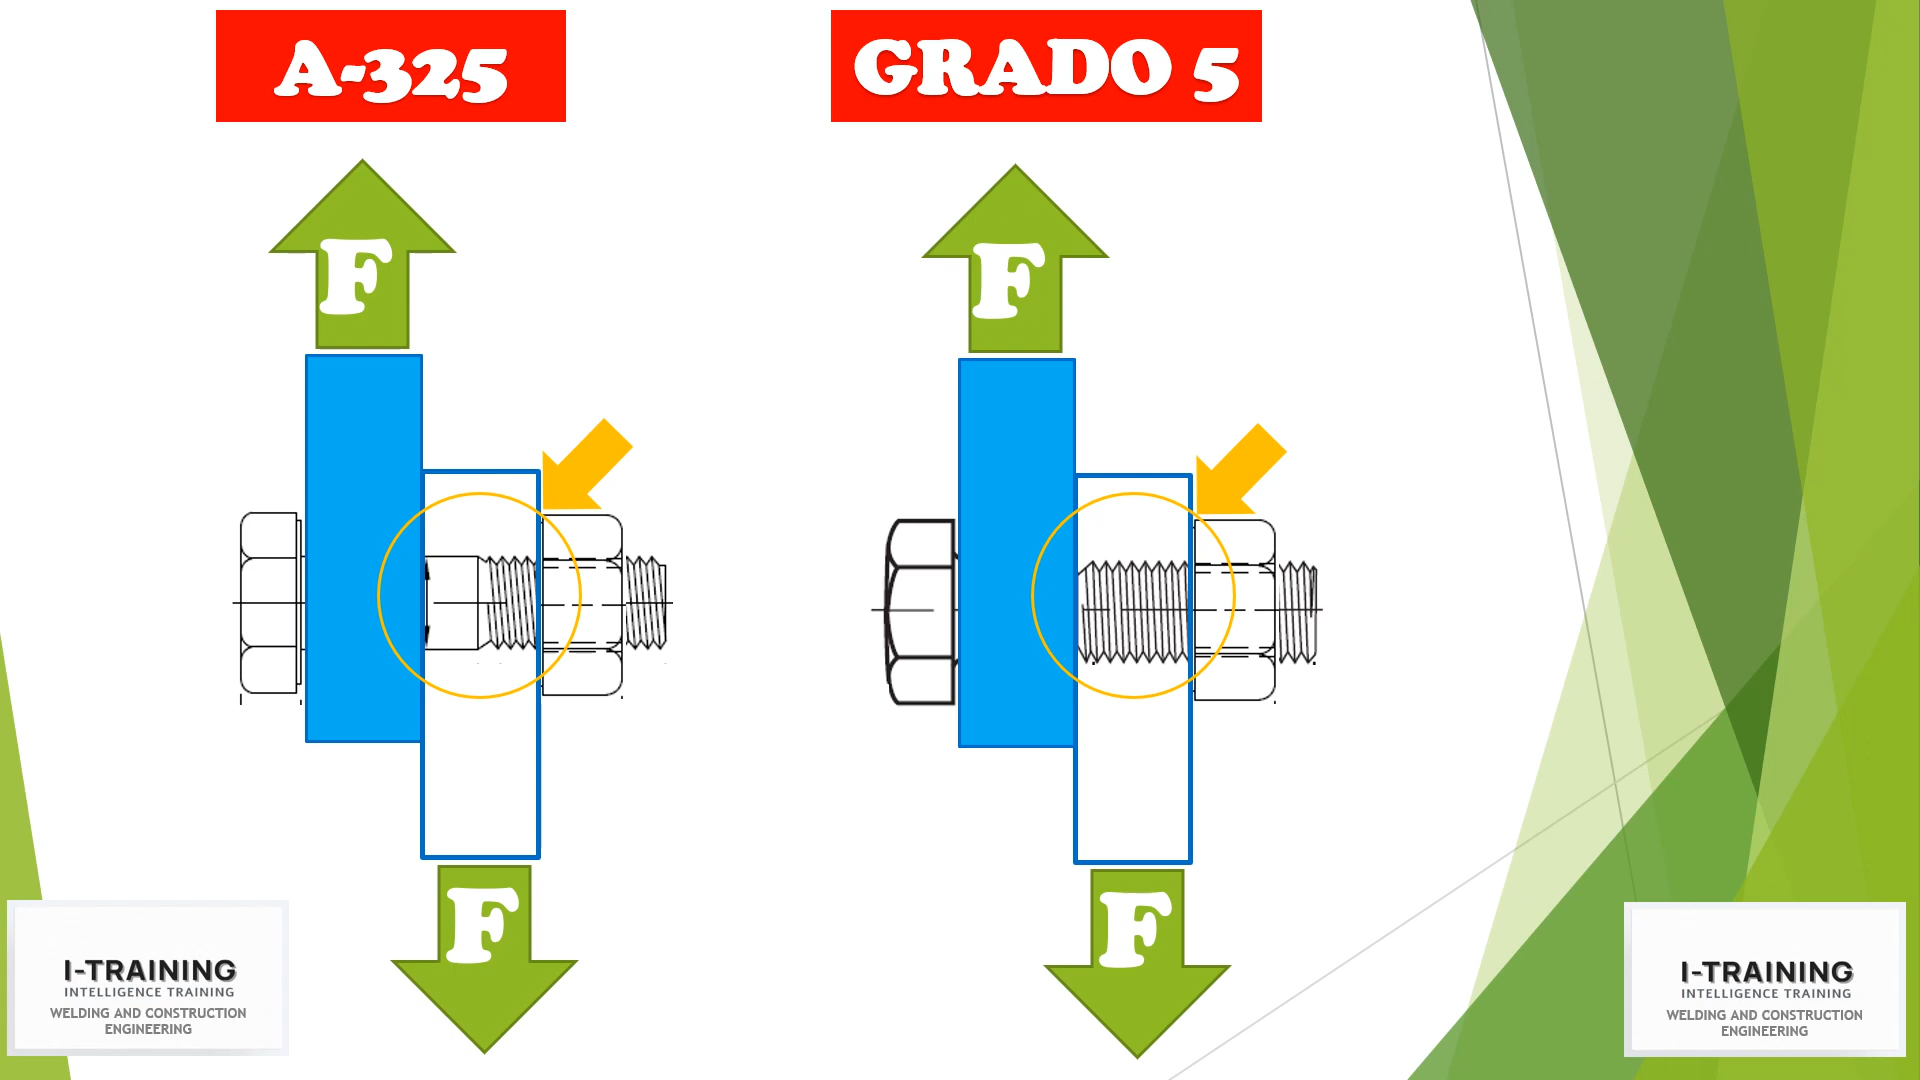 A-325
GRADO 5
F
F
F
F
I-TRAINING
INTELLIGENCE TRAINING
WELDING AND CONSTRUCTION
ENGINEERING
I-TRAINING
INTELLIGENCE TRAINING
WELDING AND CONSTRUCTION
ENGINEERING